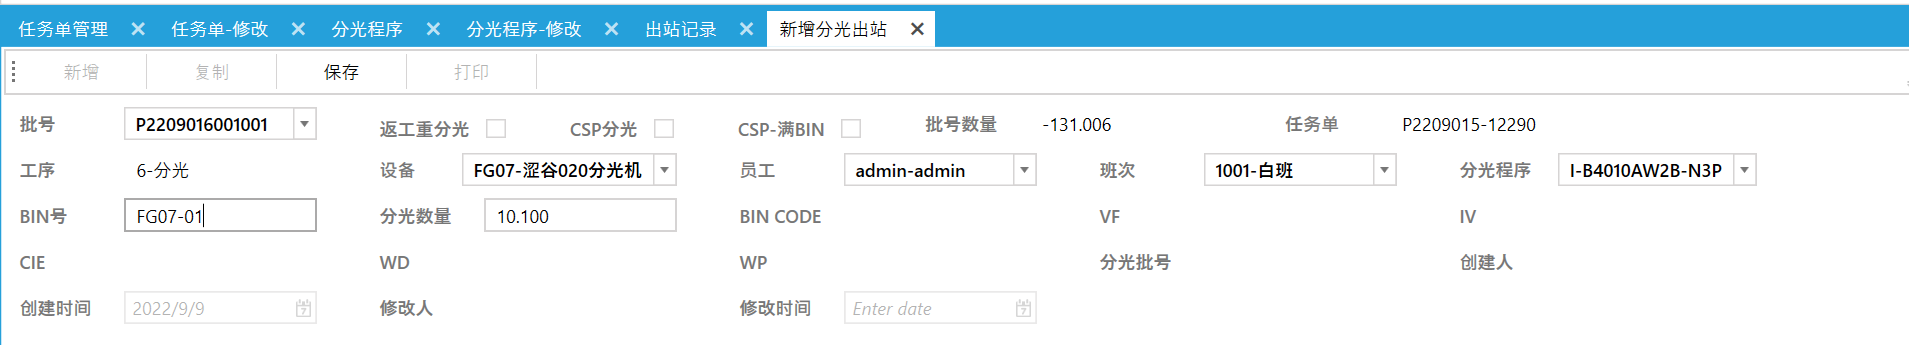 任务单管理 任务单-修改 分光程序 分光程序-修改 出站记录 新增分光出站
新增 复制 保存 打印
批号 P2209016001001 返工重分光 CSP分光 CSP-满BIN 批号数量 -131.006 任务单 P2209015-12290
工序 6-分光 设备 FG07-涩谷020分光机 员工 admin-admin 班次 1001-白班 分光程序 I-B4010AW2B-N3P
BIN号 FG07-01 分光数量 10.100 BIN CODE VF IV
CIE WD WP 分光批号 创建人
创建时间 2022/9/9 修改人 修改时间 Enter date